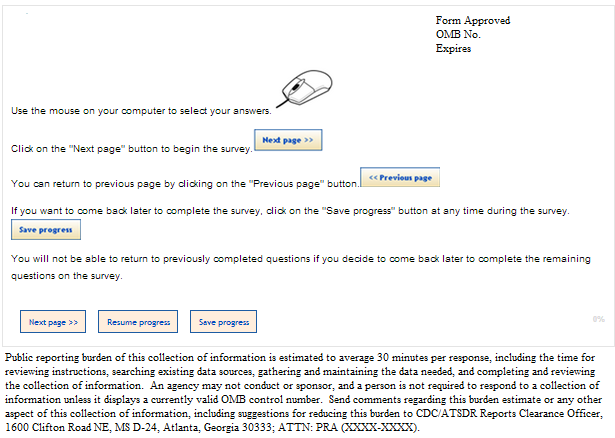 Form Approved
OMB No.
Expires
Use the mouse on your computer to select your answers.
Click on the "Next page" button to begin the survey. Next page >>
You can return to previous page by clicking on the "Previous page" button. << Previous page
If you want to come back later to complete the survey, click on the "Save progress" button at any time during the survey.
Save progress
You will not be able to return to previously completed questions if you decide to come back later to complete the remaining
questions on the survey.
Next page >> Resume progress Save progress
0%
Public reporting burden of this collection of information is estimated to average 30 minutes per response, including the time for
reviewing instructions, searching existing data sources, gathering and maintaining the data needed, and completing and reviewing
the collection of information.  An agency may not conduct or sponsor, and a person is not required to respond to a collection of
information unless it displays a currently valid OMB control number.  Send comments regarding this burden estimate or any other
aspect of this collection of information, including suggestions for reducing this burden to CDC/ATSDR Reports Clearance Officer,
1600 Clifton Road NE, MS D-24, Atlanta, Georgia 30333; ATTN: PRA (XXXX-XXXX).